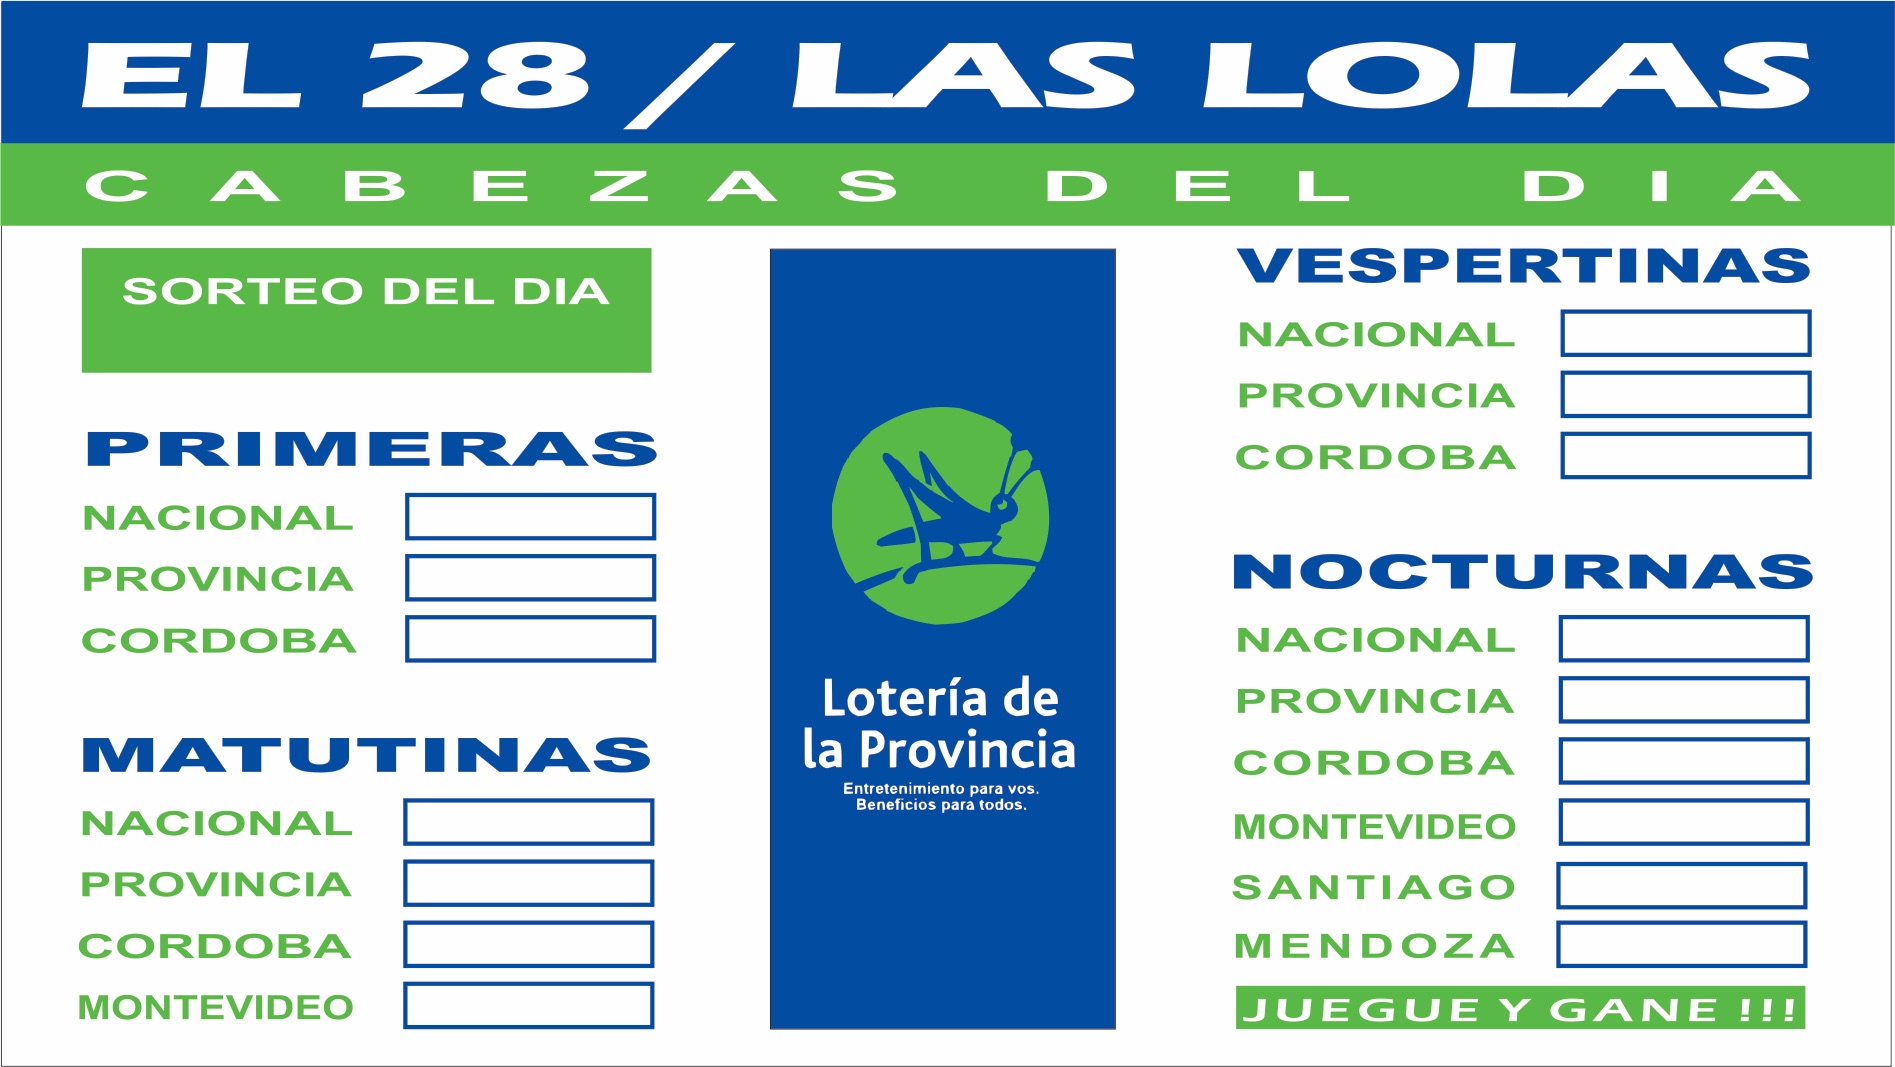 EL 28 / LAS LOLAS
CABEZAS DEL DIA
SORTEO DEL DIA
PRIMERAS
NACIONAL
PROVINCIA
CORDOBA
MATUTINAS
NACIONAL
PROVINCIA
CORDOBA
MONTEVIDEO
Lotería de
la Provincia
Entretenimiento para vos.
Beneficios para todos.
VESPERTINAS
NACIONAL
PROVINCIA
CORDOBA
NOCTURNAS
NACIONAL
PROVINCIA
CORDOBA
MONTEVIDEO
SANTIAGO
MENDOZA
JUEGUE Y GANE !!!